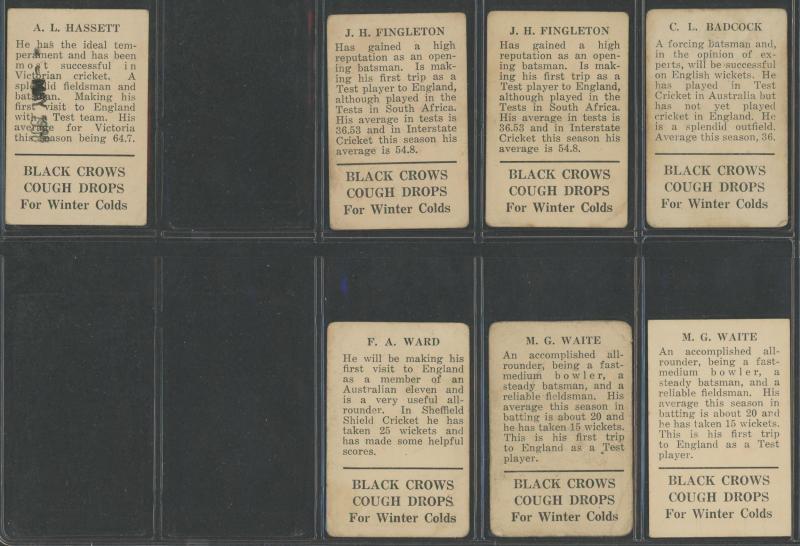 A. L. HASSETT
He has the ideal tem-
perament and has been
most successful in
Victorian cricket. A
splendid fieldsman and
batsman. Making his
first visit to England
with a Test team. His
average for Victoria
this season being 64.7.
BLACK CROWS
COUGH DROPS
For Winter Colds
J. H. FINGLETON
Has gained a high
reputation as an open-
ing batsman. Is mak-
ing his first trip as a
Test player to England,
although played in the
Tests in South Africa.
His average in tests is
36.53 and in Interstate
Cricket this season his
average is 54.8.
BLACK CROWS
COUGH DROPS
For Winter Colds
J. H. FINGLETON
Has gained a high
reputation as an open-
ing batsman. Is mak-
ing his first trip as a
Test player to England,
although played in the
Tests in South Africa.
His average in tests is
36.53 and in Interstate
Cricket this season his
average is 54.8.
BLACK CROWS
COUGH DROPS
For Winter Colds
C. L. BADCOCK
A forcing batsman and,
in the opinion of ex-
perts, will be successful
on English wickets. He
has played in Test
Cricket in Australia but
has not yet played
cricket in England. He
is a splendid outfield.
Average this season, 36.
BLACK CROWS
COUGH DROPS
For Winter Colds
F. A. WARD
He will be making his
first visit to England
as a member of an
Australian eleven and
is a very useful all-
rounder. In Sheffield
Shield Cricket he has
taken 25 wickets and
has made some helpful
scores.
BLACK CROWS
COUGH DROPS
For Winter Colds
M. G. WAITE
An accomplished all-
rounder, being a fast-
medium bowler, a
steady batsman, and a
reliable fieldsman. His
average this season in
batting is about 20 and
he has taken 15 wickets.
This is his first trip
to England as a Test
player.
BLACK CROWS
COUGH DROPS
For Winter Colds
M. G. WAITE
An accomplished all-
rounder, being a fast-
medium bowler, a
steady batsman, and a
reliable fieldsman. His
average this season in
batting is about 20 and
he has taken 15 wickets.
This is his first trip
to England as a Test
player.
BLACK CROWS
COUGH DROPS
For Winter Colds